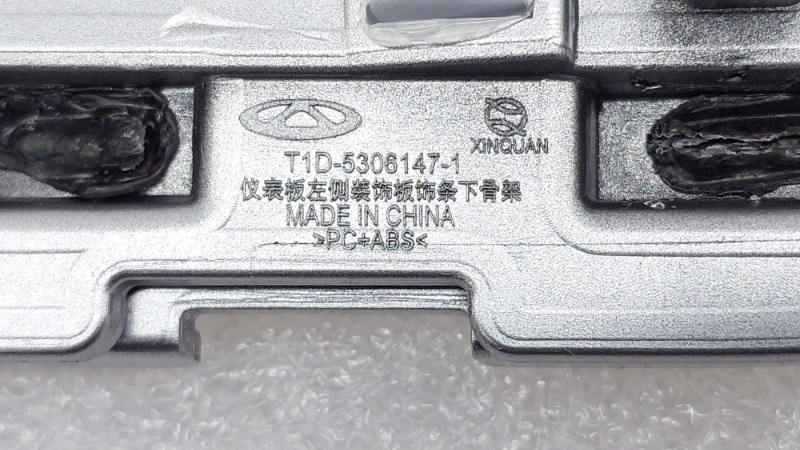 XINQUAN
T1D-5306147-1
仪表板左侧装饰板饰条下骨架
MADE IN CHINA
>PC+ABS<